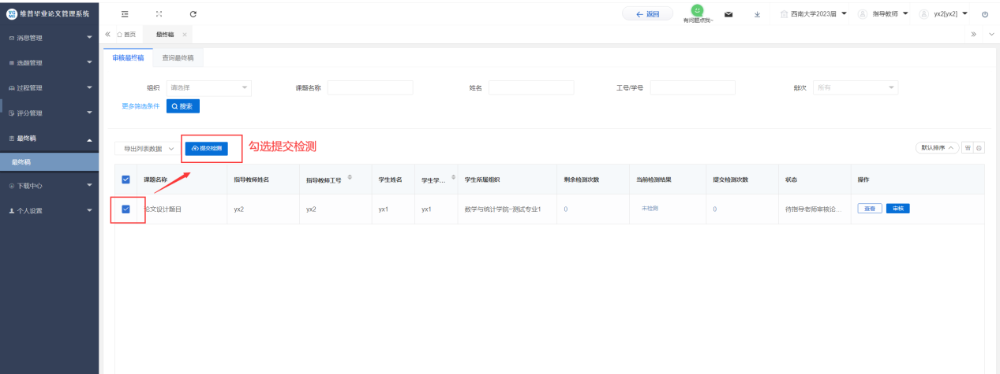 维普毕业论文管理系统
返回
有问题点我~
西南大学2023届
指导教师
yx2[yx2]
消息管理
选题管理
过程管理
评分管理
最终稿
最终稿
下载中心
个人设置
首页
最终稿
审核最终稿
查询最终稿
组织 请选择
课题名称
姓名
工号/学号
辩次 所有
更多筛选条件 搜索
导出列表数据
提交检测
勾选提交检测
默认排序
课题名称 指导教师姓名 指导教师工号 学生姓名 学生学... 学生所属组织 剩余检测次数 当前检测结果 提交检测次数 状态 操作
论文设计题目 yx2 yx2 yx1 yx1 数学与统计学院-测试专业1 0 未检测 0 待指导老师审核论... 查看 审核